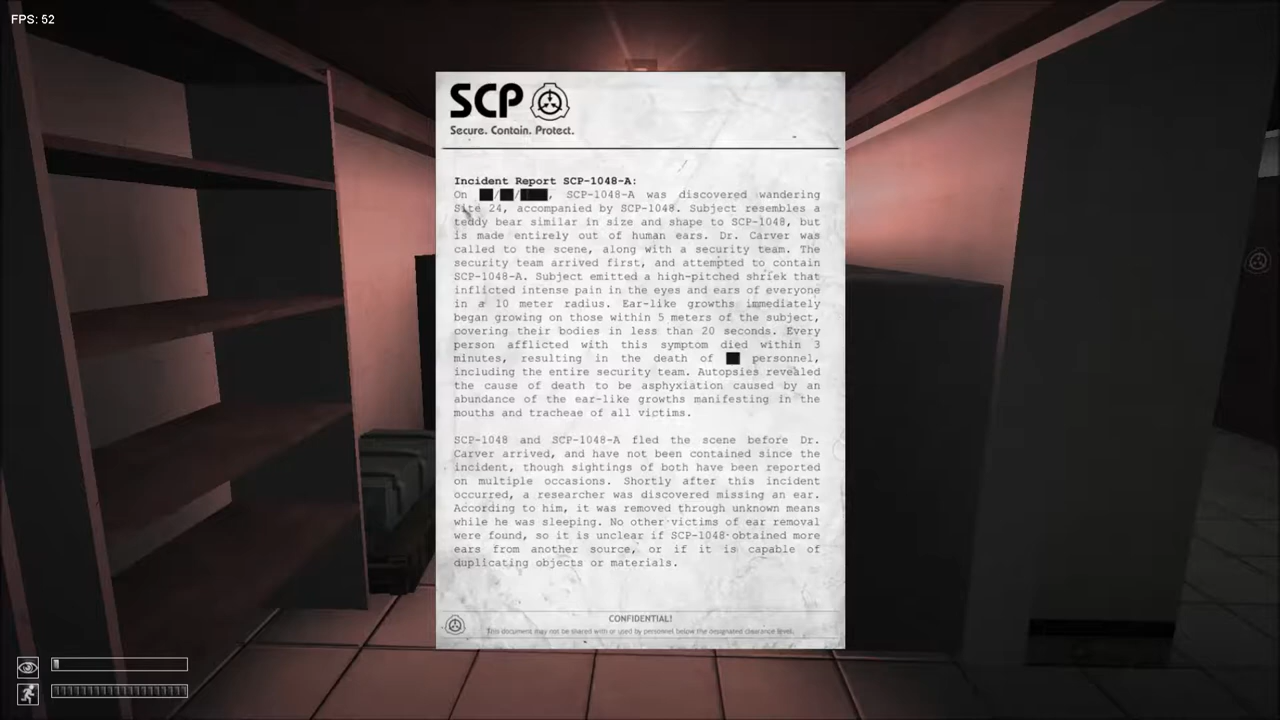 FPS: 52
SCP
Secure. Contain. Protect.
Incident Report SCP-1048-A:
On ██/██/████, SCP-1048-A was discovered wandering
Site 24, accompanied by SCP-1048. Subject resembles a
teddy bear similar in size and shape to SCP-1048, but
is made entirely out of human ears. Dr. Carver was
called to the scene, along with a security team. The
security team arrived first, and attempted to contain
SCP-1048-A. Subject emitted a high-pitched shriek that
inflicted intense pain in the eyes and ears of everyone
in a 10 meter radius. Ear-like growths immediately
began growing on those within 5 meters of the subject,
covering their bodies in less than 20 seconds. Every
person afflicted with this symptom died within 3
minutes, resulting in the death of ██ personnel,
including the entire security team. Autopsies revealed
the cause of death to be asphyxiation caused by an
abundance of the ear-like growths manifesting in the
mouths and tracheae of all victims.
SCP-1048 and SCP-1048-A fled the scene before Dr.
Carver arrived, and have not been contained since the
incident, though sightings of both have been reported
on multiple occasions. Shortly after this incident
occurred, a researcher was discovered missing an ear.
According to him, it was removed through unknown means
while he was sleeping. No other victims of ear removal
were found, so it is unclear if SCP-1048 obtained more
ears from another source, or if it is capable of
duplicating objects or materials.
CONFIDENTIAL!
This document may not be shared with or used by personnel below the designated clearance level.